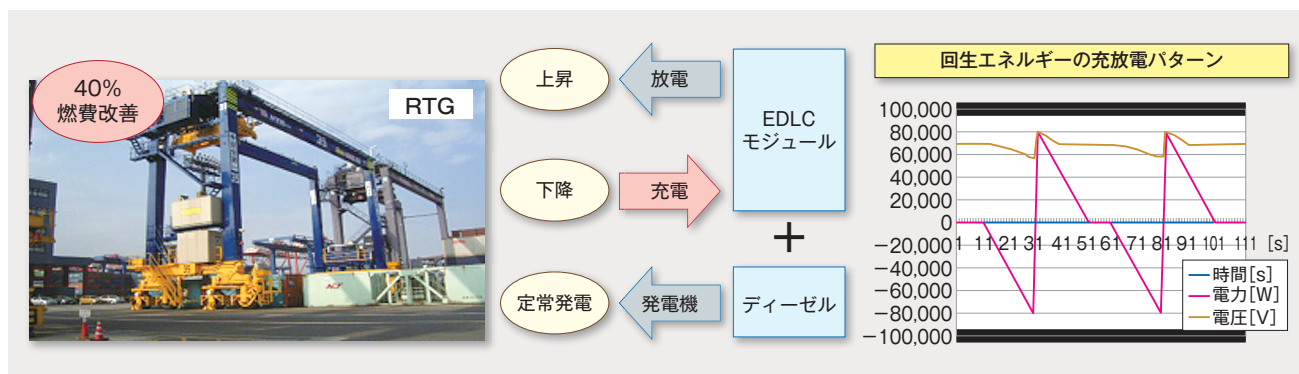 40%
燃費改善
RTG
上昇
放電
EDLC
モジュール
下降
充電
+
定常発電
発電機
ディーゼル
回生エネルギーの充放電パターン
100,000
80,000
60,000
40,000
20,000
0
−20,000
−40,000
−60,000
−80,000
−100,000
1 11 21 31 41 51 61 71 81 91 101 111 [s]
時間[s]
電力[W]
電圧[V]